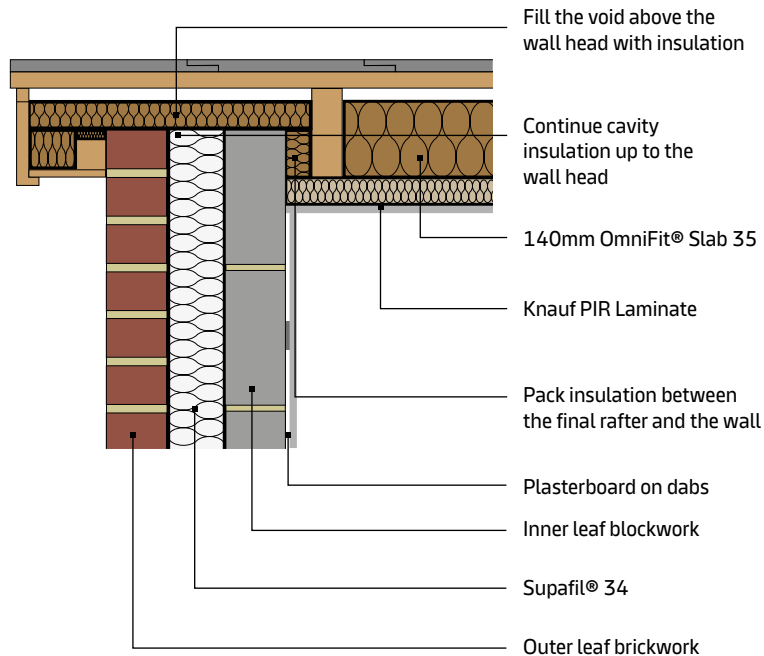 Fill the void above the
wall head with insulation
Continue cavity
insulation up to the
wall head
140mm OmniFit® Slab 35
Knauf PIR Laminate
Pack insulation between
the final rafter and the wall
Plasterboard on dabs
Inner leaf blockwork
Supafil® 34
Outer leaf brickwork